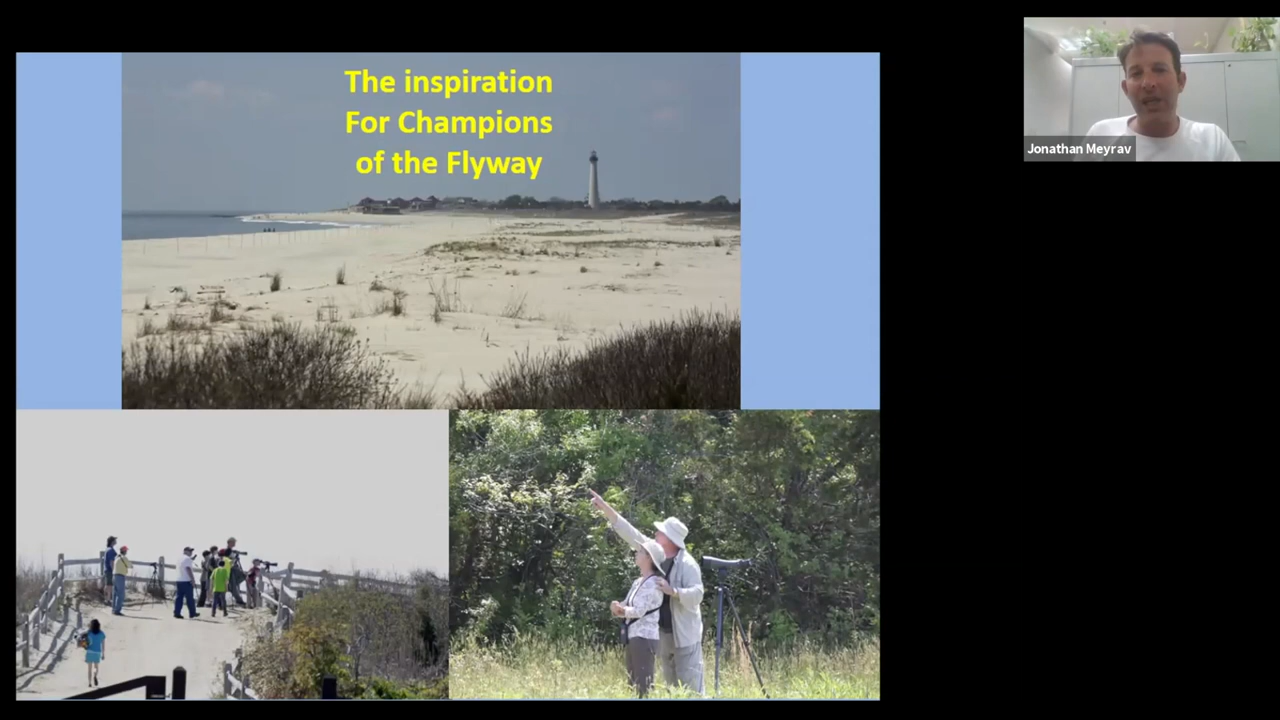 The inspiration
For Champions
of the Flyway
Jonathan Meyrav